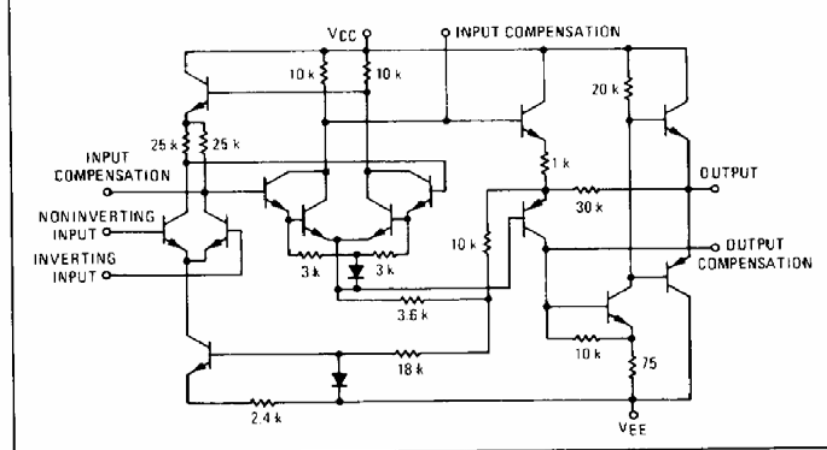 VCC
INPUT COMPENSATION
10 k
10 k
20 k
25 k
25 k
1 k
INPUT
COMPENSATION
OUTPUT
30 k
NONINVERTING
INPUT
10 k
OUTPUT
COMPENSATION
INVERTING
INPUT
3 k
3 k
3.6 k
10 k
75
18 k
2.4 k
VEE